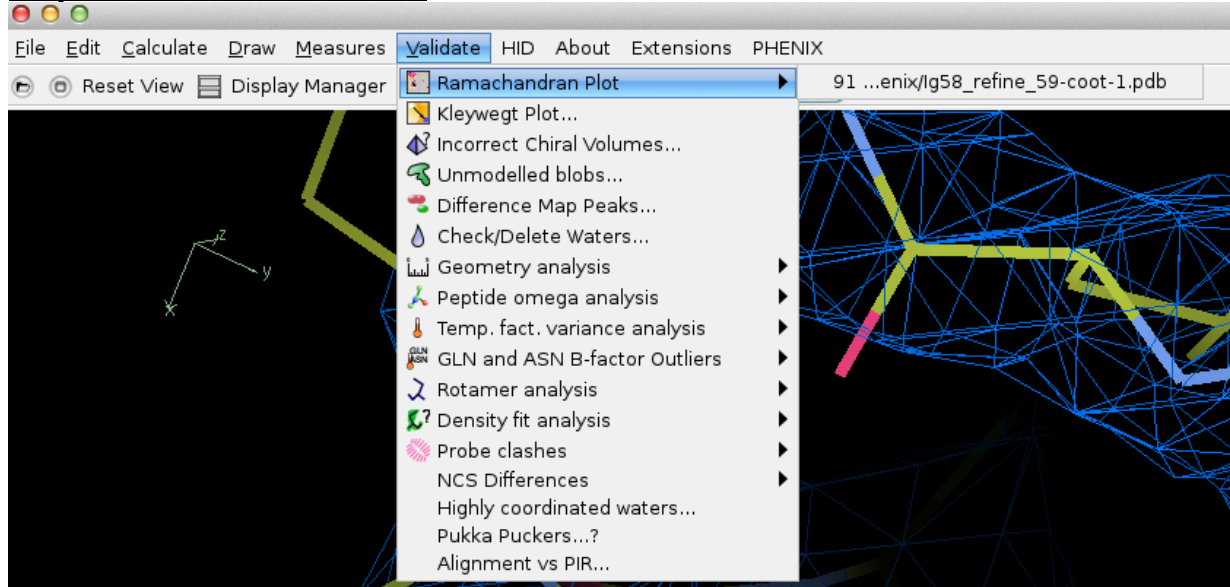 File Edit Calculate Draw Measures Validate HID About Extensions PHENIX
Reset View Display Manager
Ramachandran Plot
91 ...enix/Ig58_refine_59-coot-1.pdb
Kleywegt Plot...
Incorrect Chiral Volumes...
Unmodelled blobs...
Difference Map Peaks...
Check/Delete Waters...
Geometry analysis
Peptide omega analysis
Temp. fact. variance analysis
GLN and ASN B-factor Outliers
Rotamer analysis
Density fit analysis
Probe clashes
NCS Differences
Highly coordinated waters...
Pukka Puckers...?
Alignment vs PIR...
z
y
x